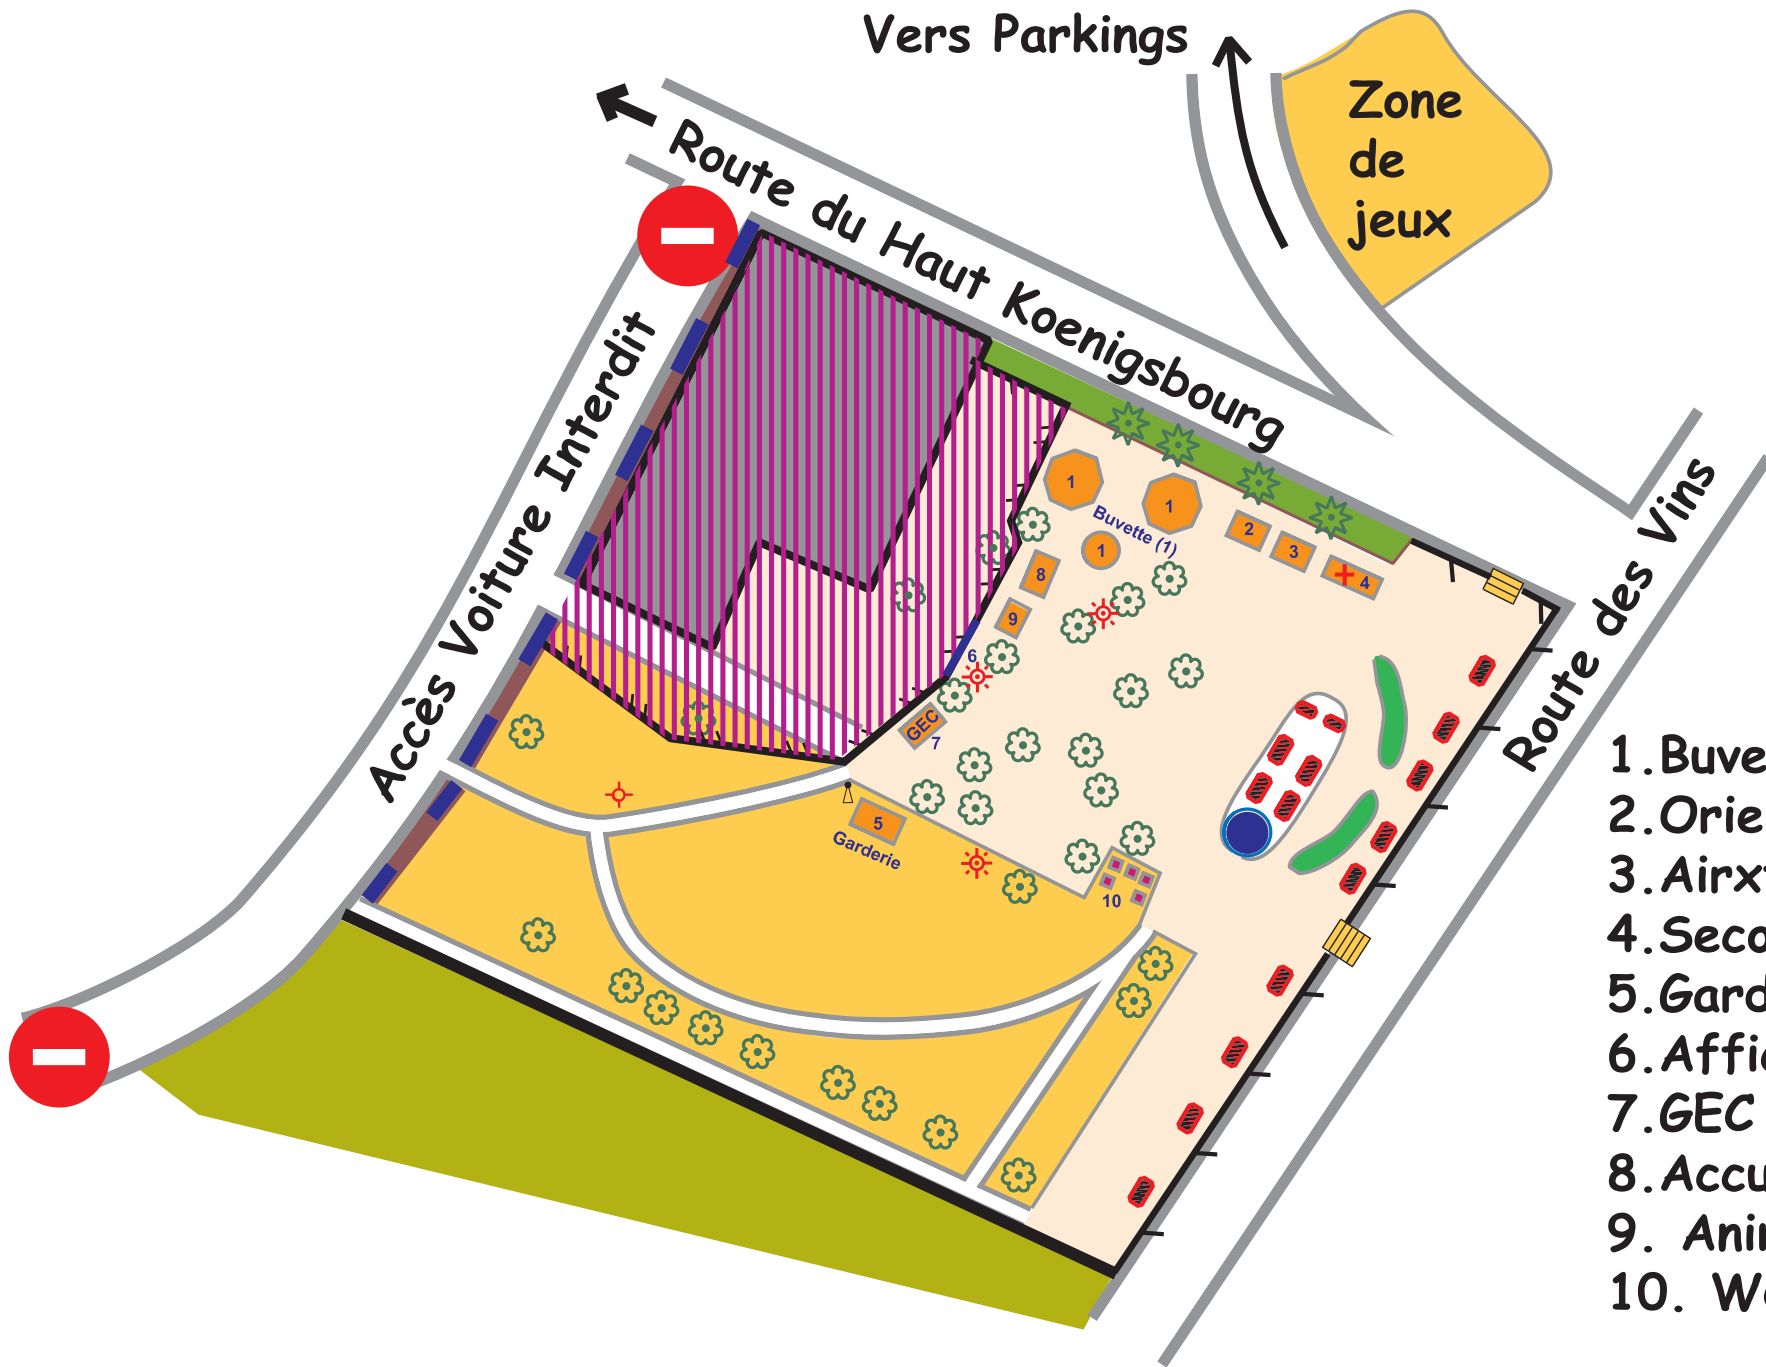 Vers Parkings
Zone
de
jeux
Route du Haut Koenigsbourg
Accès Voiture Interdit
Route des Vins
1
1
Buvette (1)
1
2
3
4
8
9
6
GEC
7
5
Garderie
10
1.Buve
2.Orie
3.Airx
4.Seco
5.Gard
6.Affi
7.GEC
8.Accu
9. Ani
10. W